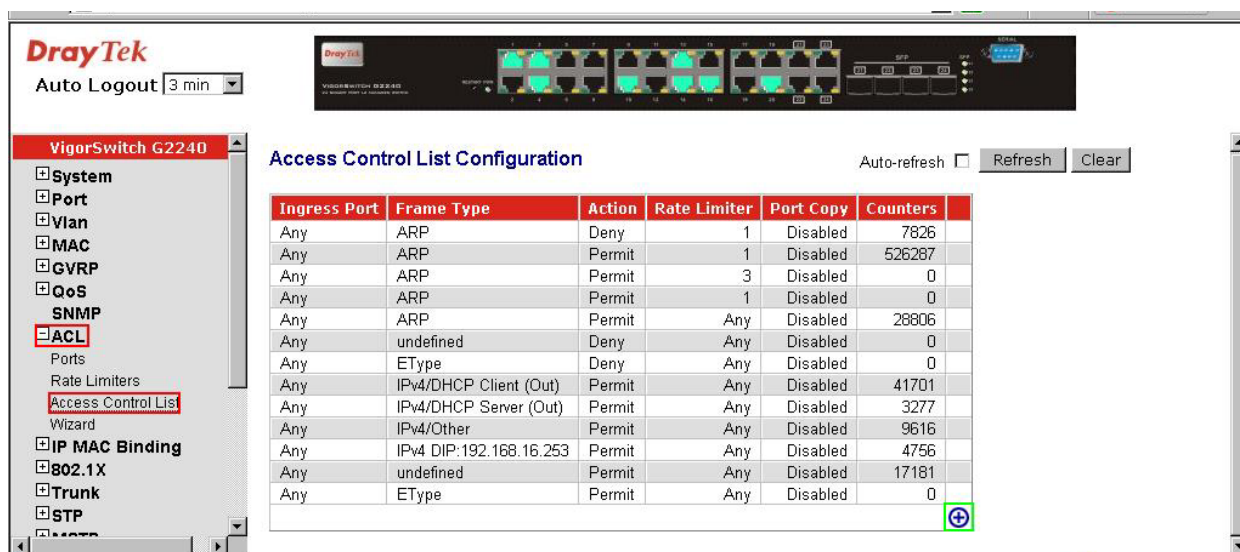 DrayTek
Auto Logout 3 min
DrayTek
VIGORSWITCH G2240
SERIAL
SFP
VigorSwitch G2240
System
Port
Vlan
MAC
GVRP
QoS
SNMP
ACL
Ports
Rate Limiters
Access Control List
Wizard
IP MAC Binding
802.1X
Trunk
STP
Access Control List Configuration
Auto-refresh Refresh Clear
Ingress Port Frame Type Action Rate Limiter Port Copy Counters
Any ARP Deny 1 Disabled 7826
Any ARP Permit 1 Disabled 526287
Any ARP Permit 3 Disabled 0
Any ARP Permit 1 Disabled 0
Any ARP Permit Any Disabled 28806
Any undefined Deny Any Disabled 0
Any EType Deny Any Disabled 0
Any IPv4/DHCP Client (Out) Permit Any Disabled 41701
Any IPv4/DHCP Server (Out) Permit Any Disabled 3277
Any IPv4/Other Permit Any Disabled 9616
Any IPv4 DIP:192.168.16.253 Permit Any Disabled 4756
Any undefined Permit Any Disabled 17181
Any EType Permit Any Disabled 0